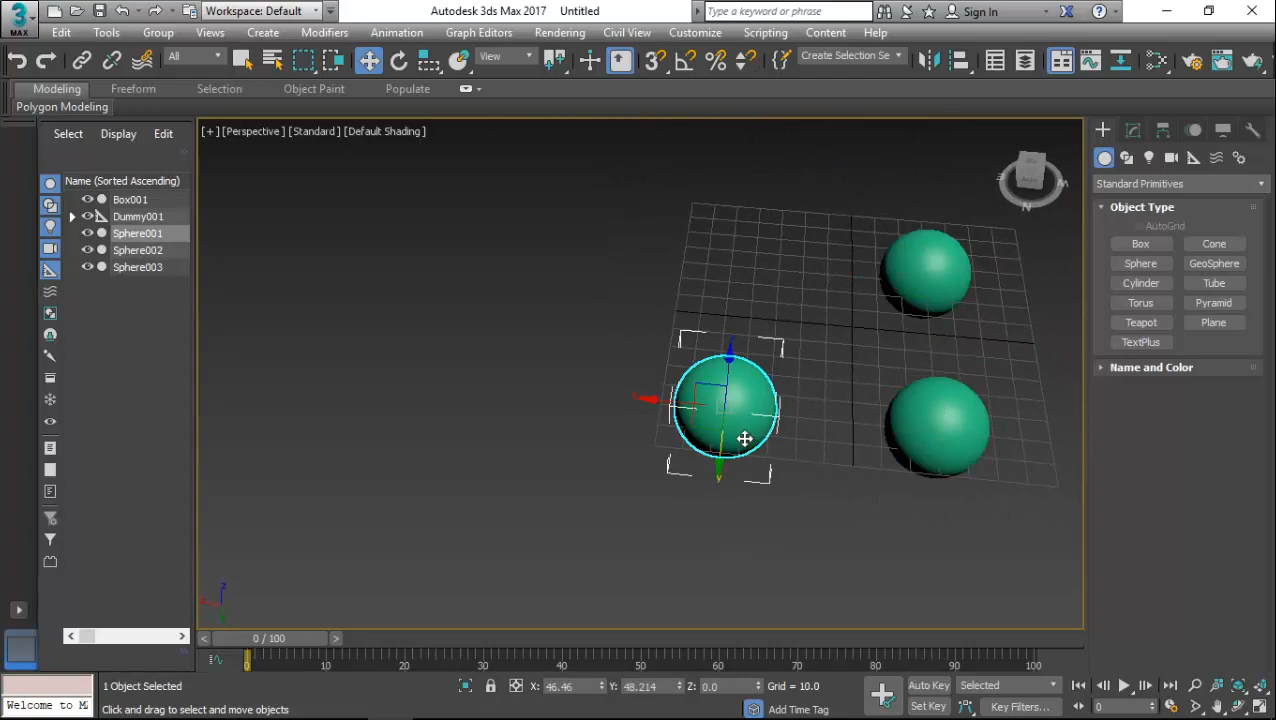 3 MAX
Workspace: Default
Autodesk 3ds Max 2017 Untitled
Type a keyword or phrase
Sign In
Edit Tools Group Views Create Modifiers Animation Graph Editors Rendering Civil View Customize Scripting Content Help
All
View
3
Create Selection Se
Modeling Freeform Selection Object Paint Populate
Polygon Modeling
Select Display Edit
[+] [Perspective] [Standard] [Default Shading]
Name (Sorted Ascending)
Box001
Dummy001
Sphere001
Sphere002
Sphere003
N
y
z
Standard Primitives
Object Type
AutoGrid
Box Cone
Sphere GeoSphere
Cylinder Tube
Torus Pyramid
Teapot Plane
TextPlus
Name and Color
0 / 100
0 10 20 30 40 50 60 70 80 90 100
1 Object Selected
X: 46.46 Y: 48.214 Z: 0.0 Grid = 10.0
Auto Key Selected
Welcome to M
Click and drag to select and move objects
Add Time Tag
Set Key Key Filters...
0